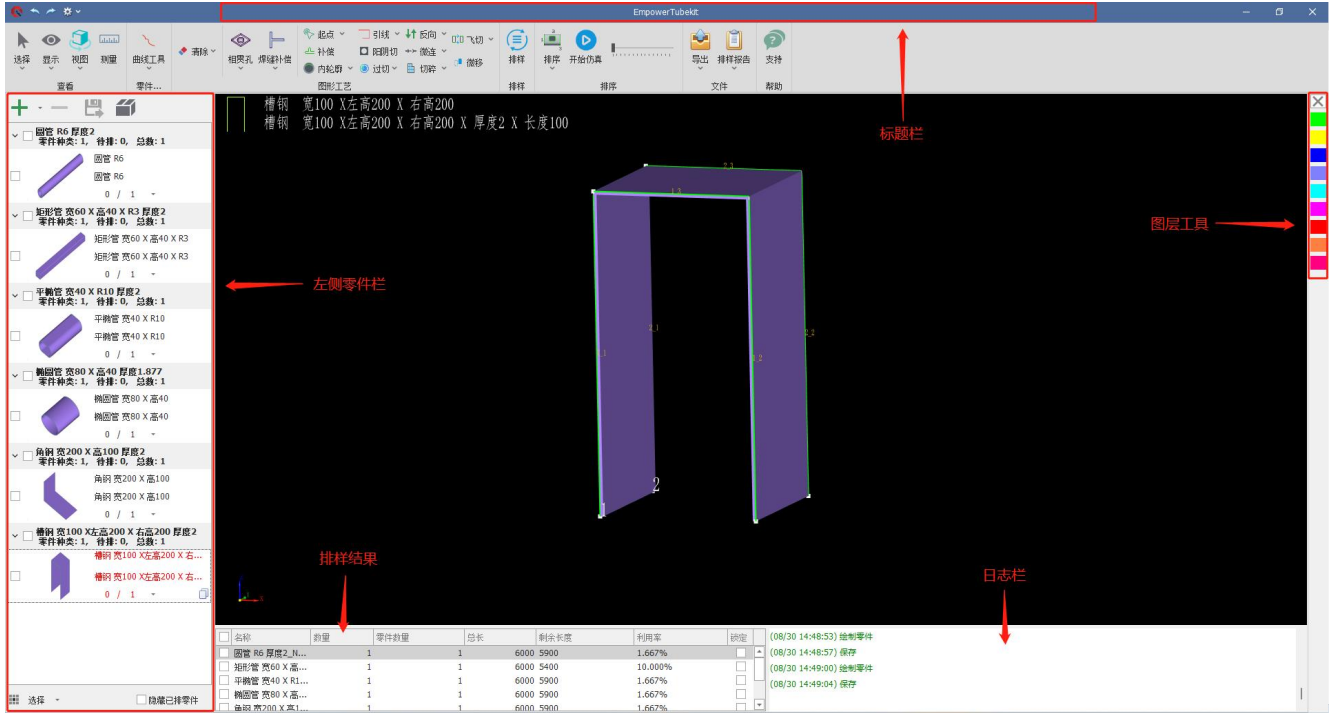 EmpowerTubekit
选择 显示 视图 测量 曲线工具 清除 相贯孔 焊缝补偿 起点 引线 反向 飞切 排样 排序 开始仿真 导出 排样报告 支持
补偿 阳阴切 微连 微移
内轮廓 过切 切碎
查看 零件... 图形工艺 排样 排序 文件 帮助
圆管 R6 厚度2
零件种类: 1, 待排: 0, 总数: 1
圆管 R6
圆管 R6
0 / 1
矩形管 宽60 X 高40 X R3 厚度2
零件种类: 1, 待排: 0, 总数: 1
矩形管 宽60 X 高40 X R3
矩形管 宽60 X 高40 X R3
0 / 1
平椭管 宽40 X R10 厚度2
零件种类: 1, 待排: 0, 总数: 1
平椭管 宽40 X R10
平椭管 宽40 X R10
0 / 1
椭圆管 宽80 X 高40 厚度1.877
零件种类: 1, 待排: 0, 总数: 1
椭圆管 宽80 X 高40
椭圆管 宽80 X 高40
0 / 1
角钢 宽200 X 高100 厚度2
零件种类: 1, 待排: 0, 总数: 1
角钢 宽200 X 高100
角钢 宽200 X 高100
0 / 1
槽钢 宽100 X左高200 X 右高200 厚度2
零件种类: 1, 待排: 0, 总数: 1
槽钢 宽100 X左高200 X 右...
槽钢 宽100 X左高200 X 右...
0 / 1
选择 隐藏已排零件
槽钢 宽100 X左高200 X 右高200
槽钢 宽100 X左高200 X 右高200 X 厚度2 X 长度100
标题栏
图层工具
左侧零件栏
2_3
1_3
2_1
2_2
1_2
2
排样结果
日志栏
名称 数量 零件数量 总长 剩余长度 利用率 锁定
圆管 R6 厚度2_N... 1 1 6000 5900 1.667%
矩形管 宽60 X 高... 1 1 6000 5400 10.000%
平椭管 宽40 X R1... 1 1 6000 5900 1.667%
椭圆管 宽80 X 高... 1 1 6000 5900 1.667%
角钢 宽200 X 高1... 1 1 6000 5900 1.667%
(08/30 14:48:53) 绘制零件
(08/30 14:48:57) 保存
(08/30 14:49:00) 绘制零件
(08/30 14:49:04) 保存